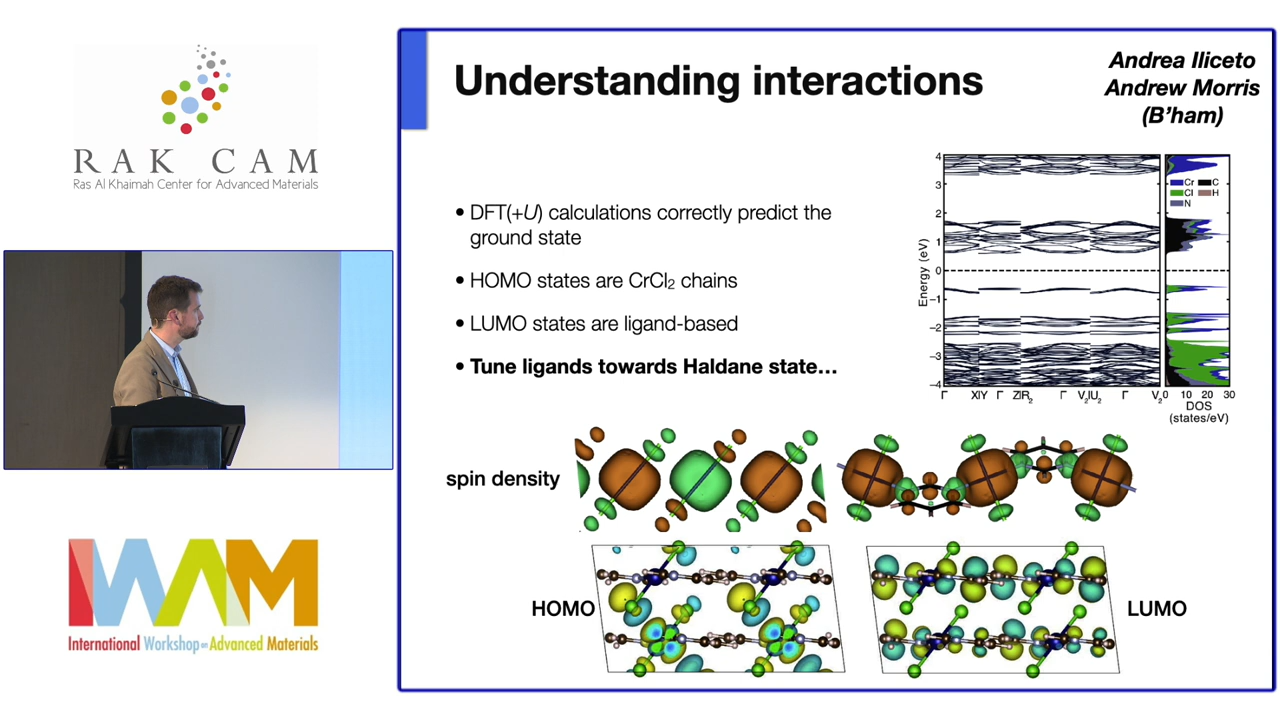 RAK CAM
Ras Al Khaimah Center for Advanced Materials
IWAM
International Workshop on Advanced Materials
Understanding interactions
Andrea Iliceto
Andrew Morris
(B'ham)
• DFT(+U) calculations correctly predict the
ground state
• HOMO states are CrCl₂ chains
• LUMO states are ligand-based
• Tune ligands towards Haldane state…
Energy (eV)
4
3
2
1
0
−1
−2
−3
−4
Γ X|Y Γ Z|R₂ Γ V₂|U₂ Γ V₂
Cr C
Cl H
N
0 10 20 30
DOS
(states/eV)
spin density
HOMO
LUMO